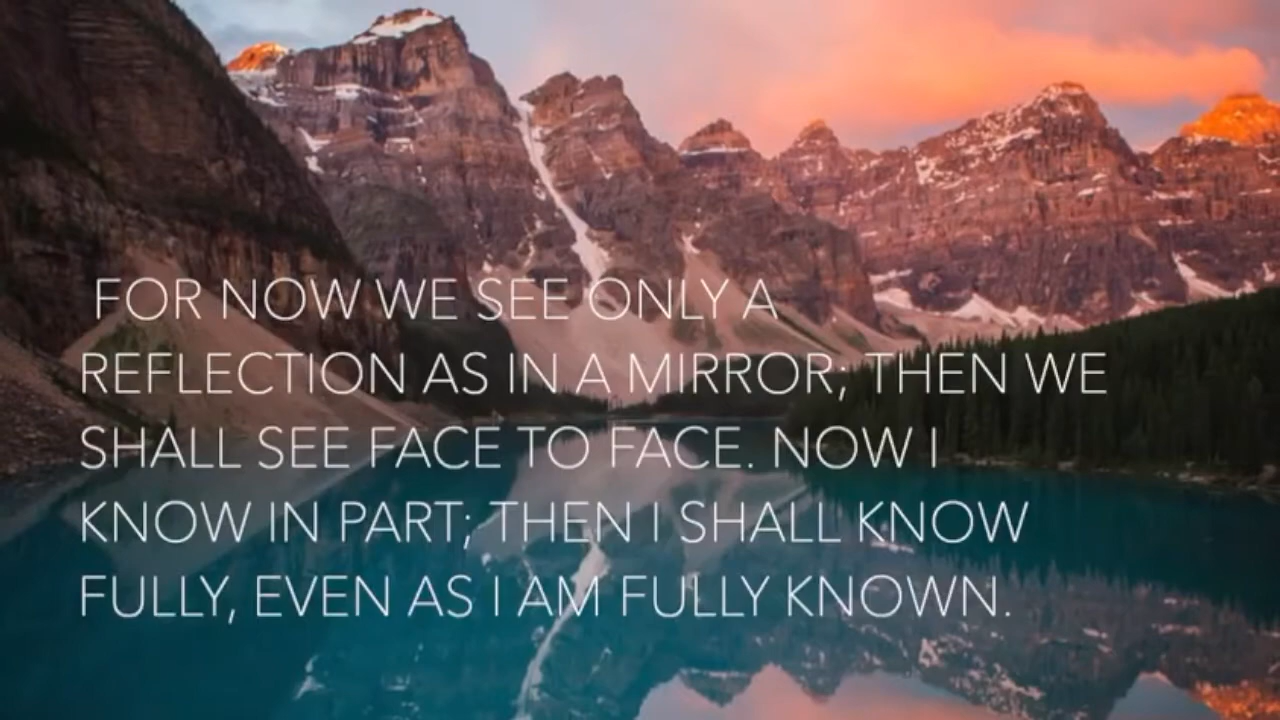 FOR NOW WE SEE ONLY A
REFLECTION AS IN A MIRROR; THEN WE
SHALL SEE FACE TO FACE. NOW I
KNOW IN PART; THEN I SHALL KNOW
FULLY, EVEN AS I AM FULLY KNOWN.